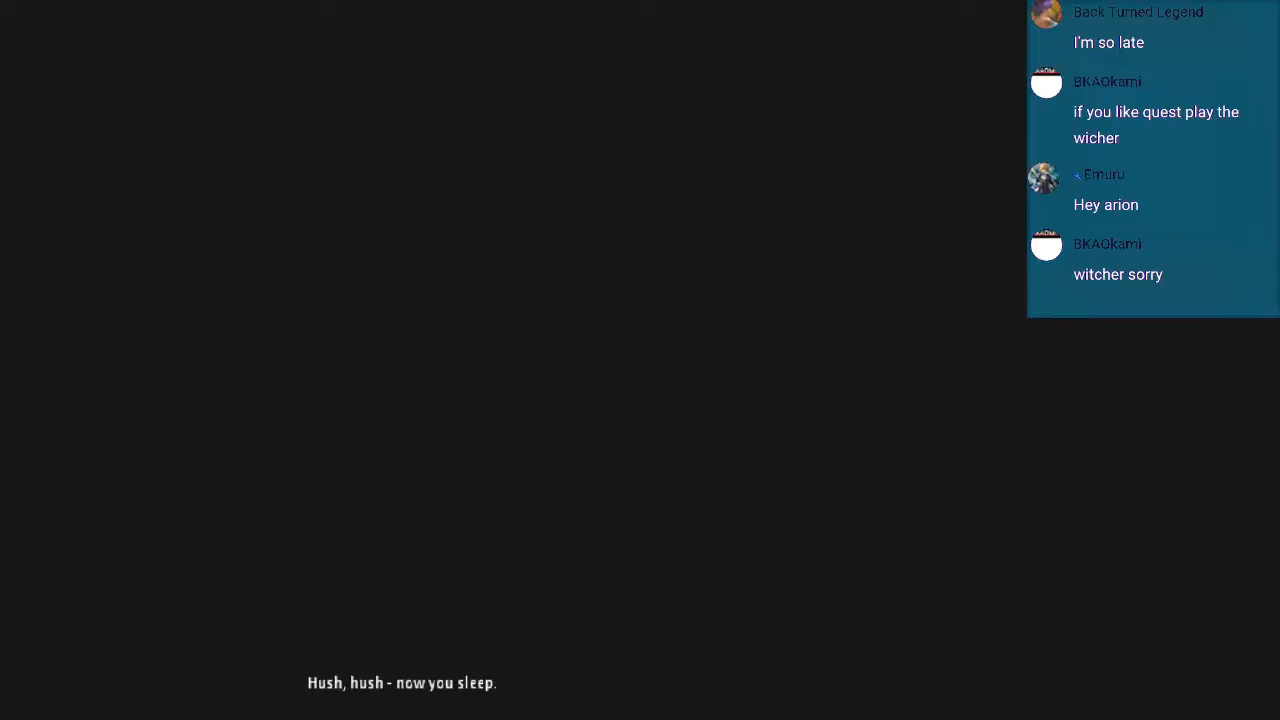 Back Turned Legend
I'm so late
BKAOkami
if you like quest play the
wicher
Emuru
Hey arion
BKAOkami
witcher sorry
Hush, hush - now you sleep.